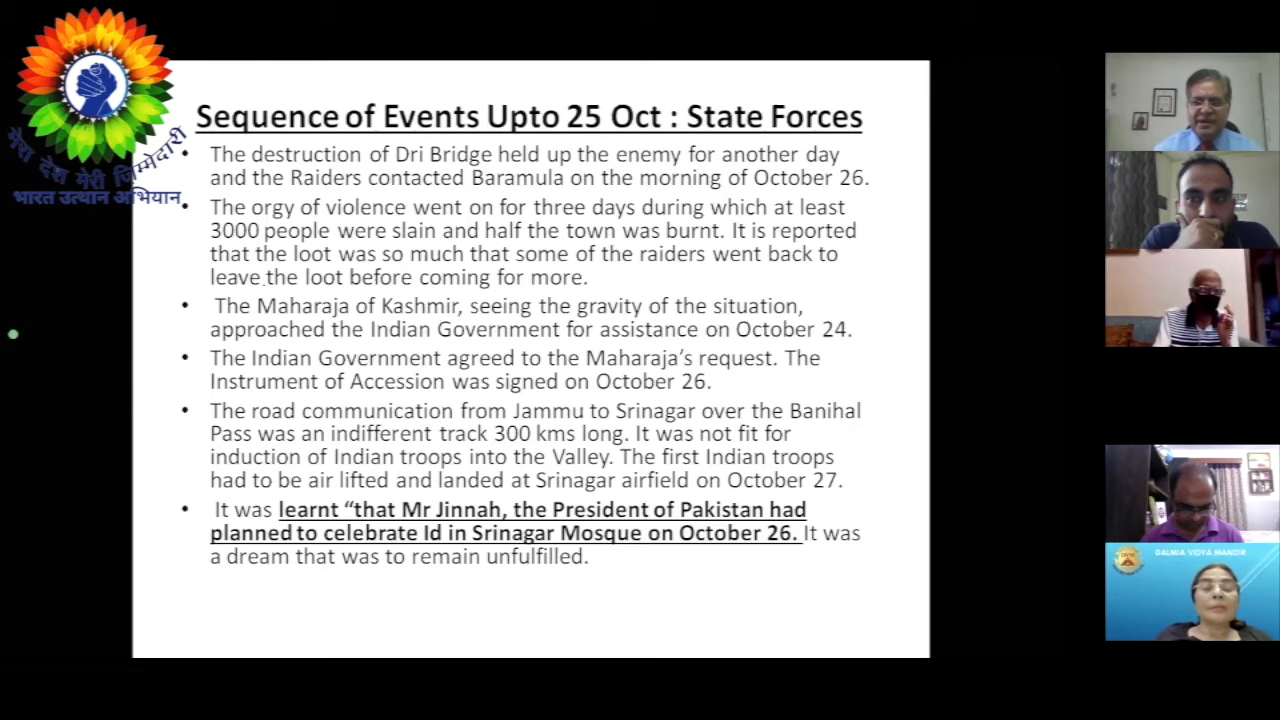 Sequence of Events Upto 25 Oct : State Forces
• The destruction of Dri Bridge held up the enemy for another day
and the Raiders contacted Baramula on the morning of October 26.
• The orgy of violence went on for three days during which at least
3000 people were slain and half the town was burnt. It is reported
that the loot was so much that some of the raiders went back to
leave the loot before coming for more.
• The Maharaja of Kashmir, seeing the gravity of the situation,
approached the Indian Government for assistance on October 24.
• The Indian Government agreed to the Maharaja's request. The
Instrument of Accession was signed on October 26.
• The road communication from Jammu to Srinagar over the Banihal
Pass was an indifferent track 300 kms long. It was not fit for
induction of Indian troops into the Valley. The first Indian troops
had to be air lifted and landed at Srinagar airfield on October 27.
• It was learnt “that Mr Jinnah, the President of Pakistan had
planned to celebrate Id in Srinagar Mosque on October 26. It was
a dream that was to remain unfulfilled.
मेरा देश मेरी जिम्मेदारी
भारत उत्थान अभियान
DALMIA VIDYA MANDIR